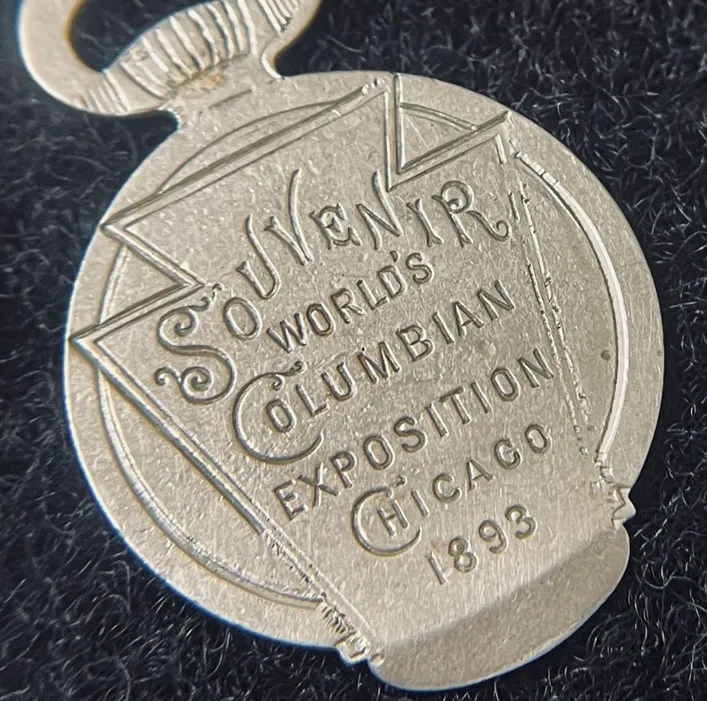 SOUVENIR
WORLD'S
COLUMBIAN
EXPOSITION
CHICAGO
1893